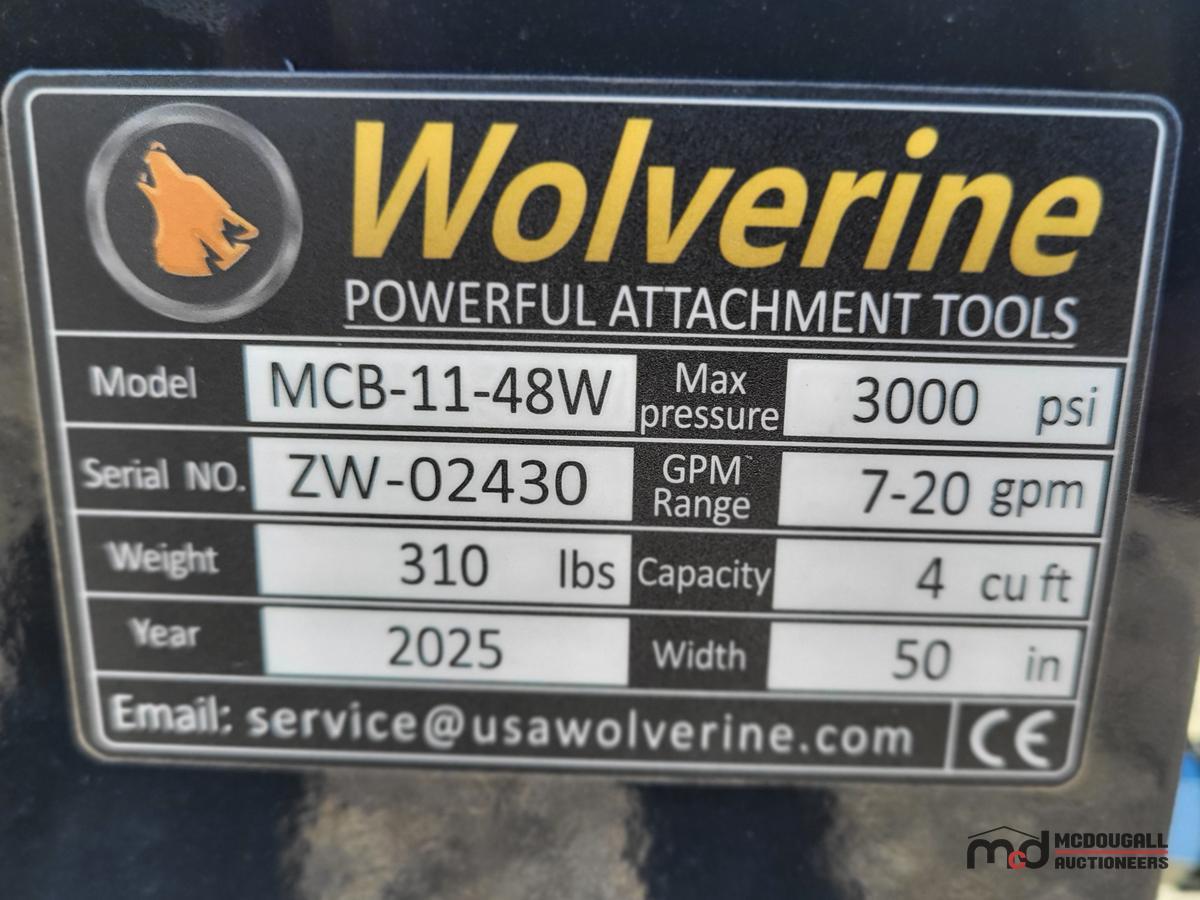 Wolverine
POWERFUL ATTACHMENT TOOLS
Model MCB-11-48W Max pressure 3000 psi
Serial NO. ZW-02430 GPM Range 7-20 gpm
Weight 310 lbs Capacity 4 cu ft
Year 2025 Width 50 in
Email: service@usawolverine.com CE
mcd MCDOUGALL
AUCTIONEERS